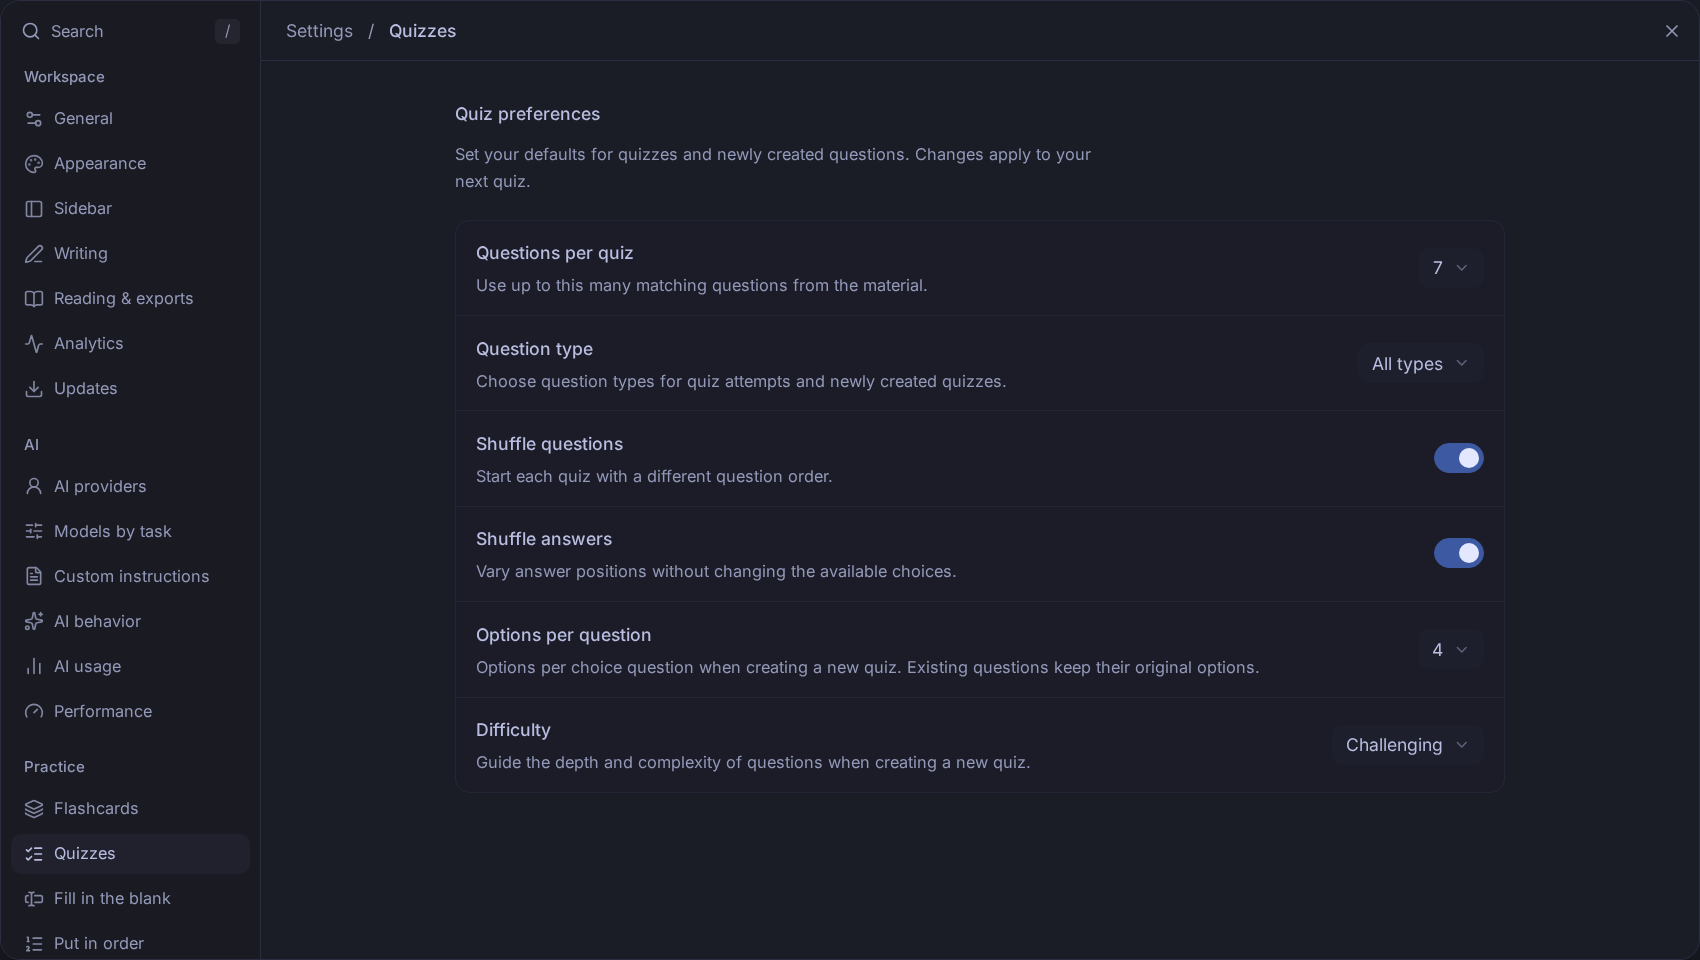 Search /
Workspace
General
Appearance
Sidebar
Writing
Reading & exports
Analytics
Updates
AI
AI providers
Models by task
Custom instructions
AI behavior
AI usage
Performance
Practice
Flashcards
Quizzes
Fill in the blank
Put in order
Settings / Quizzes
Quiz preferences
Set your defaults for quizzes and newly created questions. Changes apply to your
next quiz.
Questions per quiz
Use up to this many matching questions from the material.
7
Question type
Choose question types for quiz attempts and newly created quizzes.
All types
Shuffle questions
Start each quiz with a different question order.
Shuffle answers
Vary answer positions without changing the available choices.
Options per question
Options per choice question when creating a new quiz. Existing questions keep their original options.
4
Difficulty
Guide the depth and complexity of questions when creating a new quiz.
Challenging